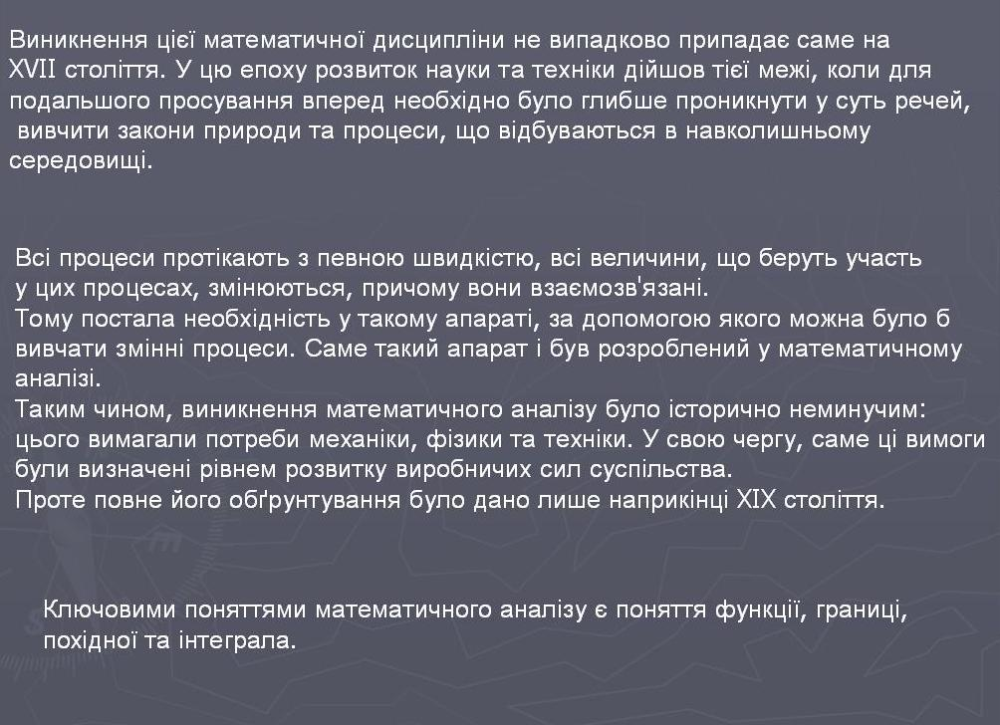 Виникнення цієї математичної дисципліни не випадково припадає саме на
XVII століття. У цю епоху розвиток науки та техніки дійшов тієї межі, коли для
подальшого просування вперед необхідно було глибше проникнути у суть речей,
вивчити закони природи та процеси, що відбуваються в навколишньому
середовищі.
Всі процеси протікають з певною швидкістю, всі величини, що беруть участь
у цих процесах, змінюються, причому вони взаємозв'язані.
Тому постала необхідність у такому апараті, за допомогою якого можна було б
вивчати змінні процеси. Саме такий апарат і був розроблений у математичному
аналізі.
Таким чином, виникнення математичного аналізу було історично неминучим:
цього вимагали потреби механіки, фізики та техніки. У свою чергу, саме ці вимоги
були визначені рівнем розвитку виробничих сил суспільства.
Проте повне його обґрунтування було дано лише наприкінці XIX століття.
E
S
Ключовими поняттями математичного аналізу є поняття функції, границі,
похідної та інтеграла.